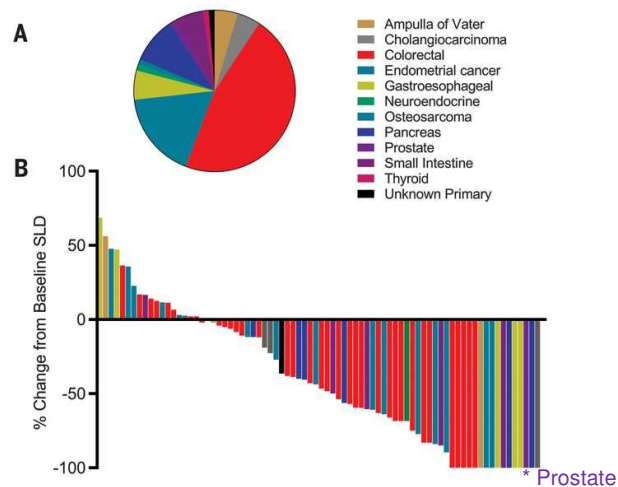 A
Ampulla of Vater
Cholangiocarcinoma
Colorectal
Endometrial cancer
Gastroesophageal
Neuroendocrine
Osteosarcoma
Pancreas
Prostate
Small Intestine
Thyroid
Unknown Primary
B
% Change from Baseline SLD
100
50
0
-50
-100
* Prostate